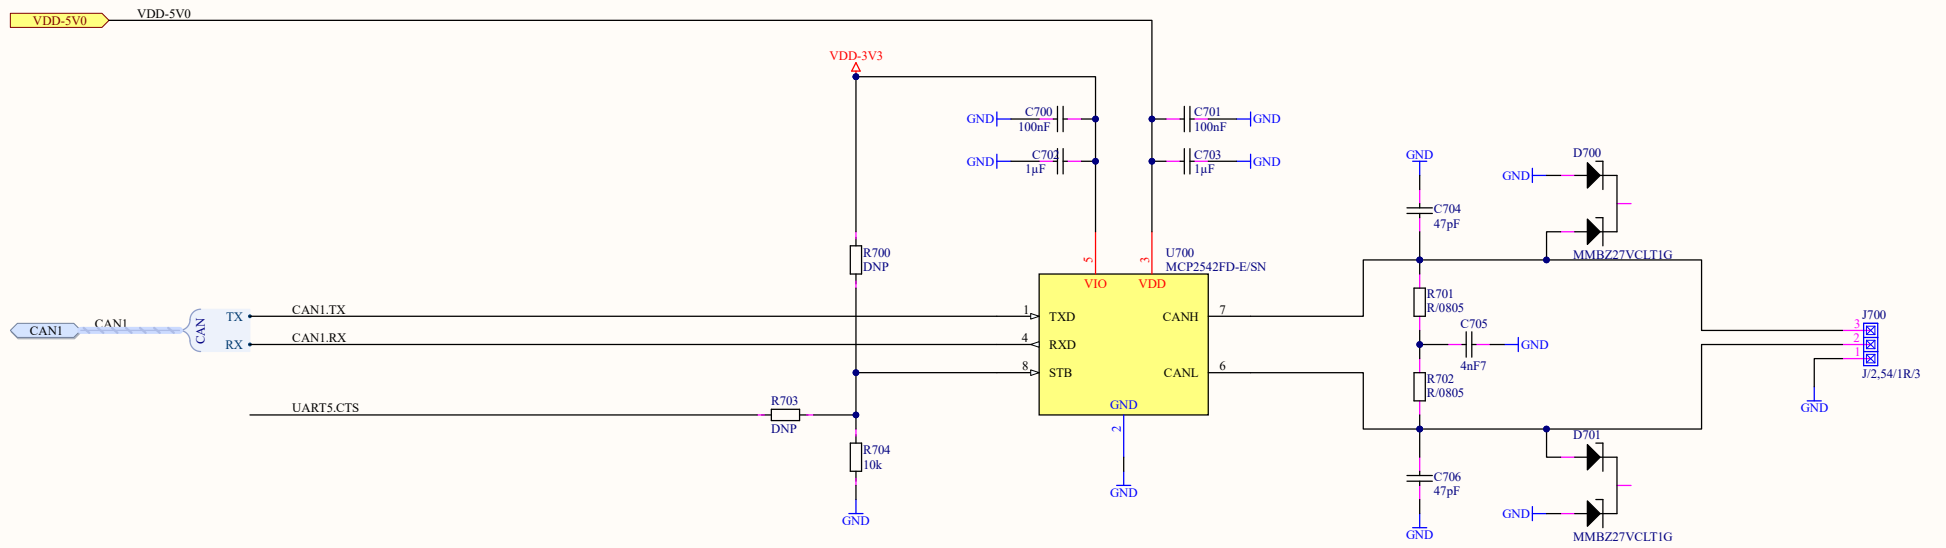 VDD-5V0
VDD-5V0
VDD-3V3
GND
C700
100nF
C701
100nF
GND
GND
C702
1µF
C703
1µF
GND
GND
C704
47pF
D700
GND
MMBZ27VCLT1G
R700
DNP
5
3
U700
MCP2542FD-E/SN
VIO
VDD
CAN1
CAN1
CAN
TX
CAN1.TX
1
TXD
CANH
7
RX
CAN1.RX
4
RXD
8
STB
CANL
6
GND
2
GND
R701
R/0805
C705
4nF7
GND
R702
R/0805
J700
3
2
1
J/2,54/1R/3
GND
UART5.CTS
R703
DNP
R704
10k
GND
D701
C706
47pF
GND
GND
MMBZ27VCLT1G